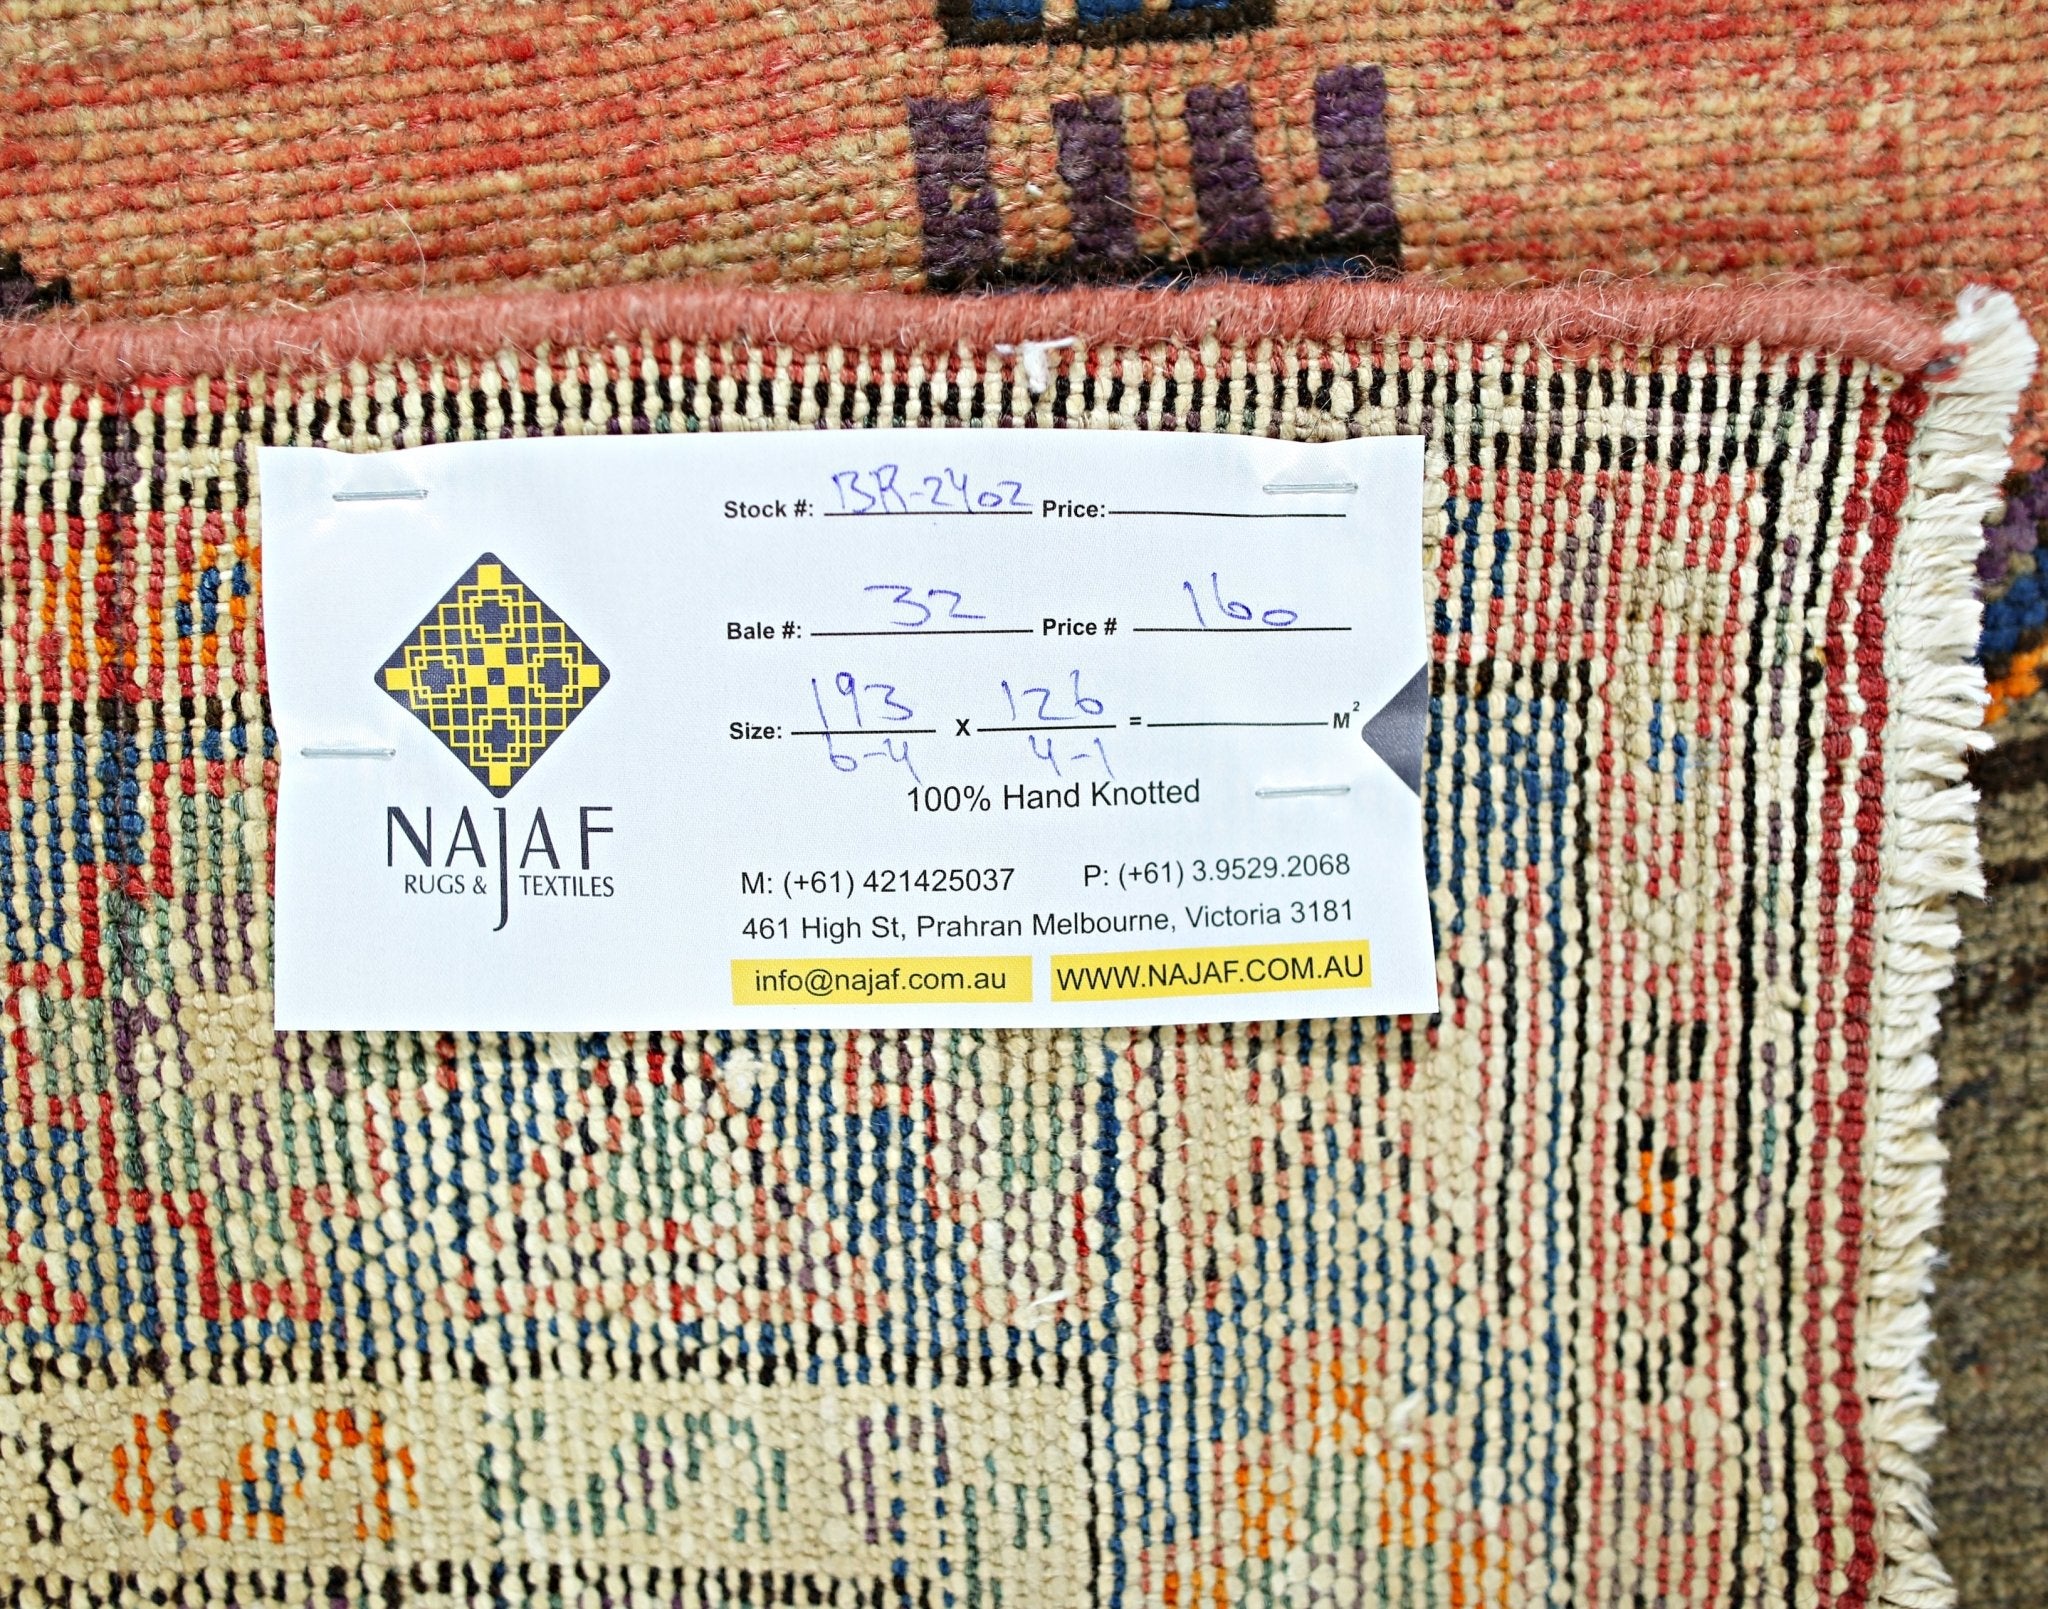 Stock #: BR-2402 Price:
Bale #: 32 Price # 160
Size: 193 x 126 = M²
6-4 4-1
100% Hand Knotted
NAJAF
RUGS & TEXTILES
M: (+61) 421425037 P: (+61) 3.9529.2068
461 High St, Prahran Melbourne, Victoria 3181
info@najaf.com.au WWW.NAJAF.COM.AU